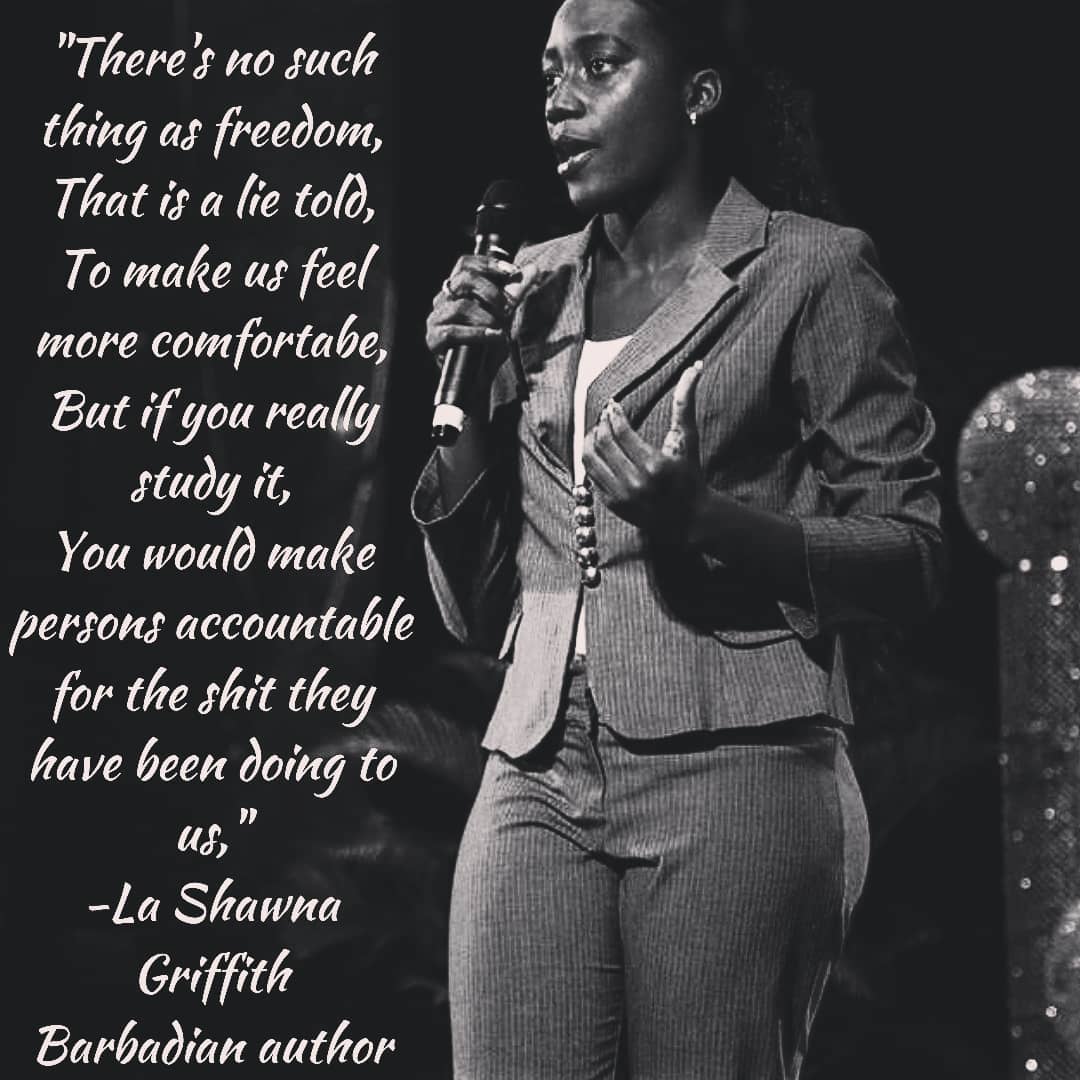 "There's no such
thing as freedom,
That is a lie told,
To make us feel
more comfortabe,
But if you really
study it,
You would make
persons accountable
for the shit they
have been doing to
us,"
-La Shawna
Griffith
Barbadian author